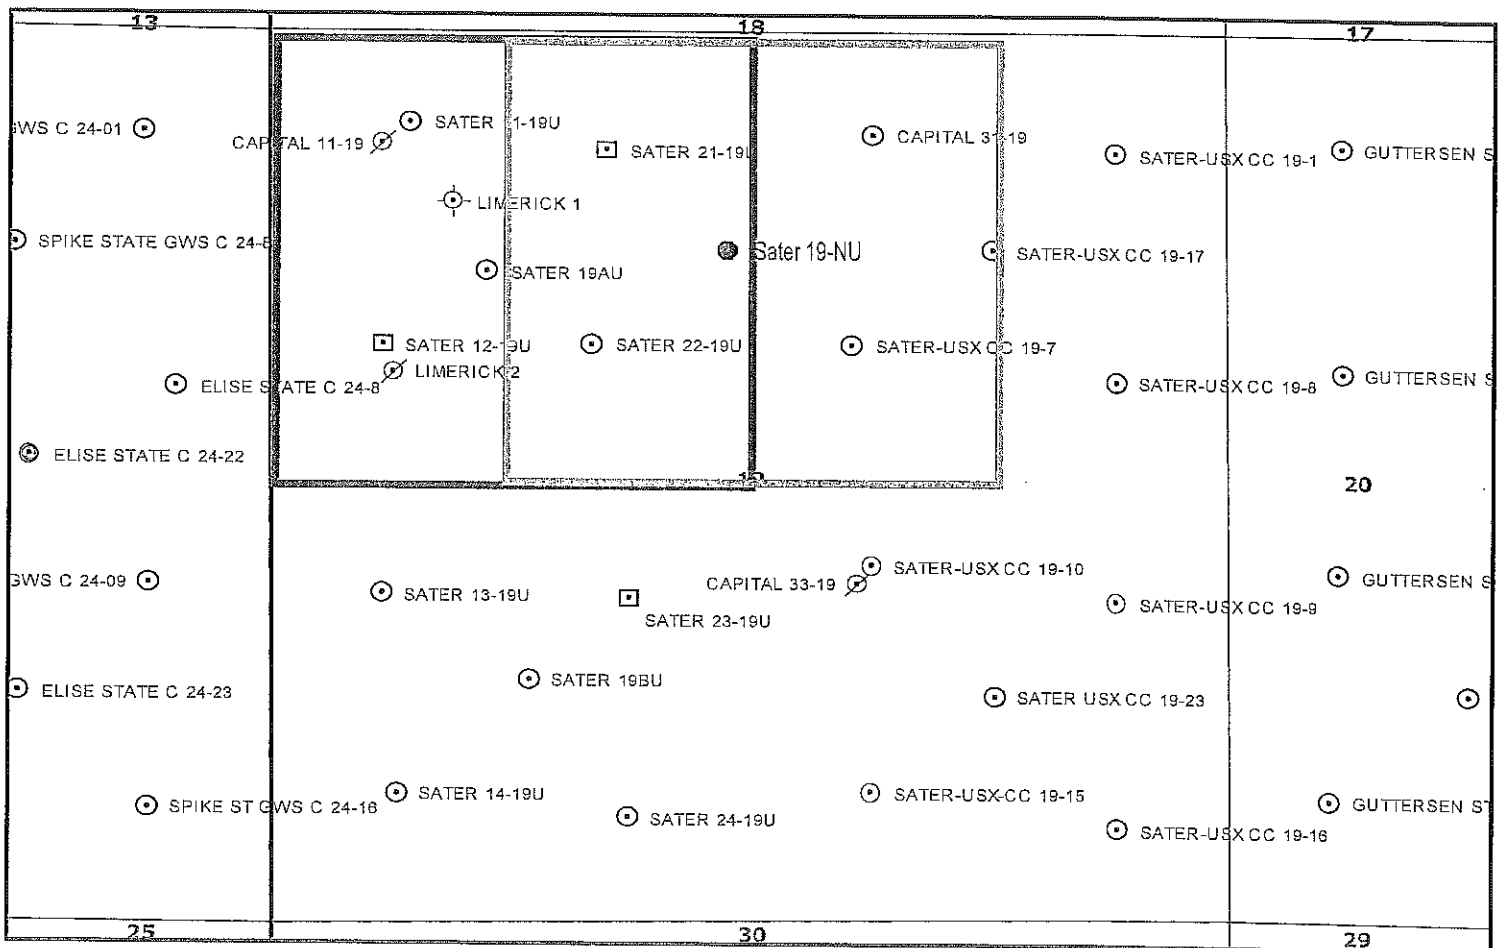 13
18
17
GWS C 24-01
CAPITAL 11-19
SATER 11-19U
SATER 21-19U
CAPITAL 31-19
SATER-USX CC 19-1
GUTTERSEN S
LIMERICK 1
SPIKE STATE GWS C 24-8
SATER 19AU
Sater 19-NU
SATER-USX CC 19-17
SATER 12-19U
SATER 22-19U
SATER-USX CC 19-7
LIMERICK 2
ELISE STATE C 24-8
SATER-USX CC 19-8
GUTTERSEN S
ELISE STATE C 24-22
19
20
GWS C 24-09
SATER 13-19U
SATER 23-19U
CAPITAL 33-19
SATER-USX CC 19-10
SATER-USX CC 19-9
GUTTERSEN S
ELISE STATE C 24-23
SATER 19BU
SATER USX CC 19-23
SPIKE ST GWS C 24-16
SATER 14-19U
SATER 24-19U
SATER-USX-CC 19-15
SATER-USX CC 19-16
GUTTERSEN ST
25
30
29